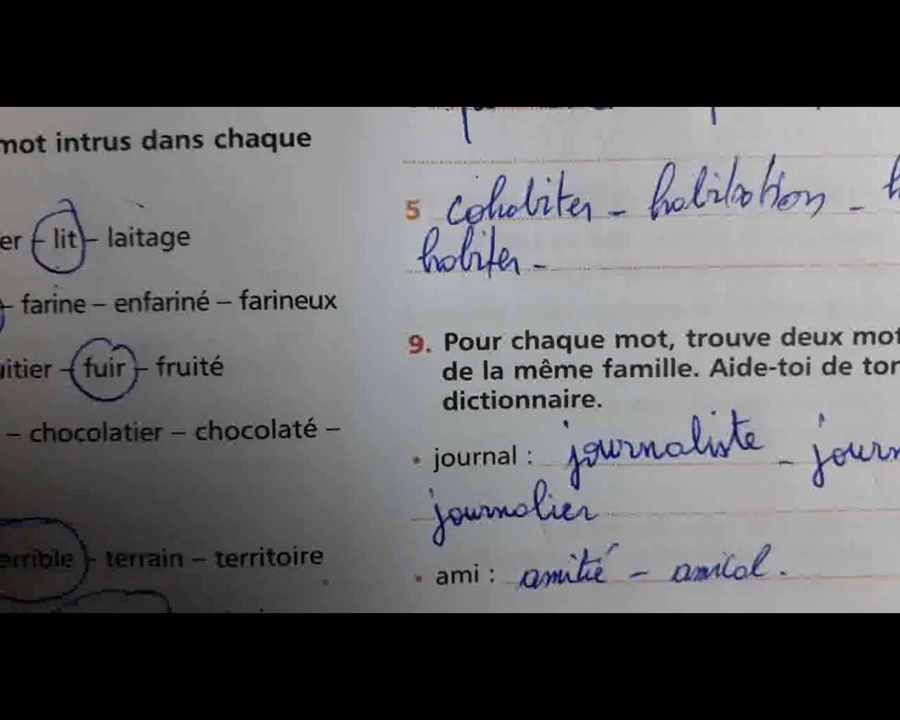 mot intrus dans chaque
er – lit – laitage
– farine – enfariné – farineux
itier – fuir – fruité
– chocolatier – chocolaté –
errible – terrain – territoire
5 cohabiter – habitation –
habiter –
9. Pour chaque mot, trouve deux mot
de la même famille. Aide-toi de ton
dictionnaire.
• journal : journaliste – journ
journalier
• ami : amitié – amical.